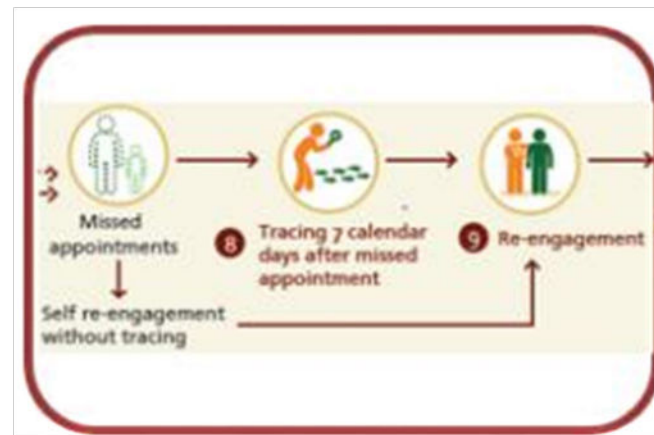 Missed
appointments
8 Tracing 7 calendar
days after missed
appointment
9 Re-engagement
Self re-engagement
without tracing